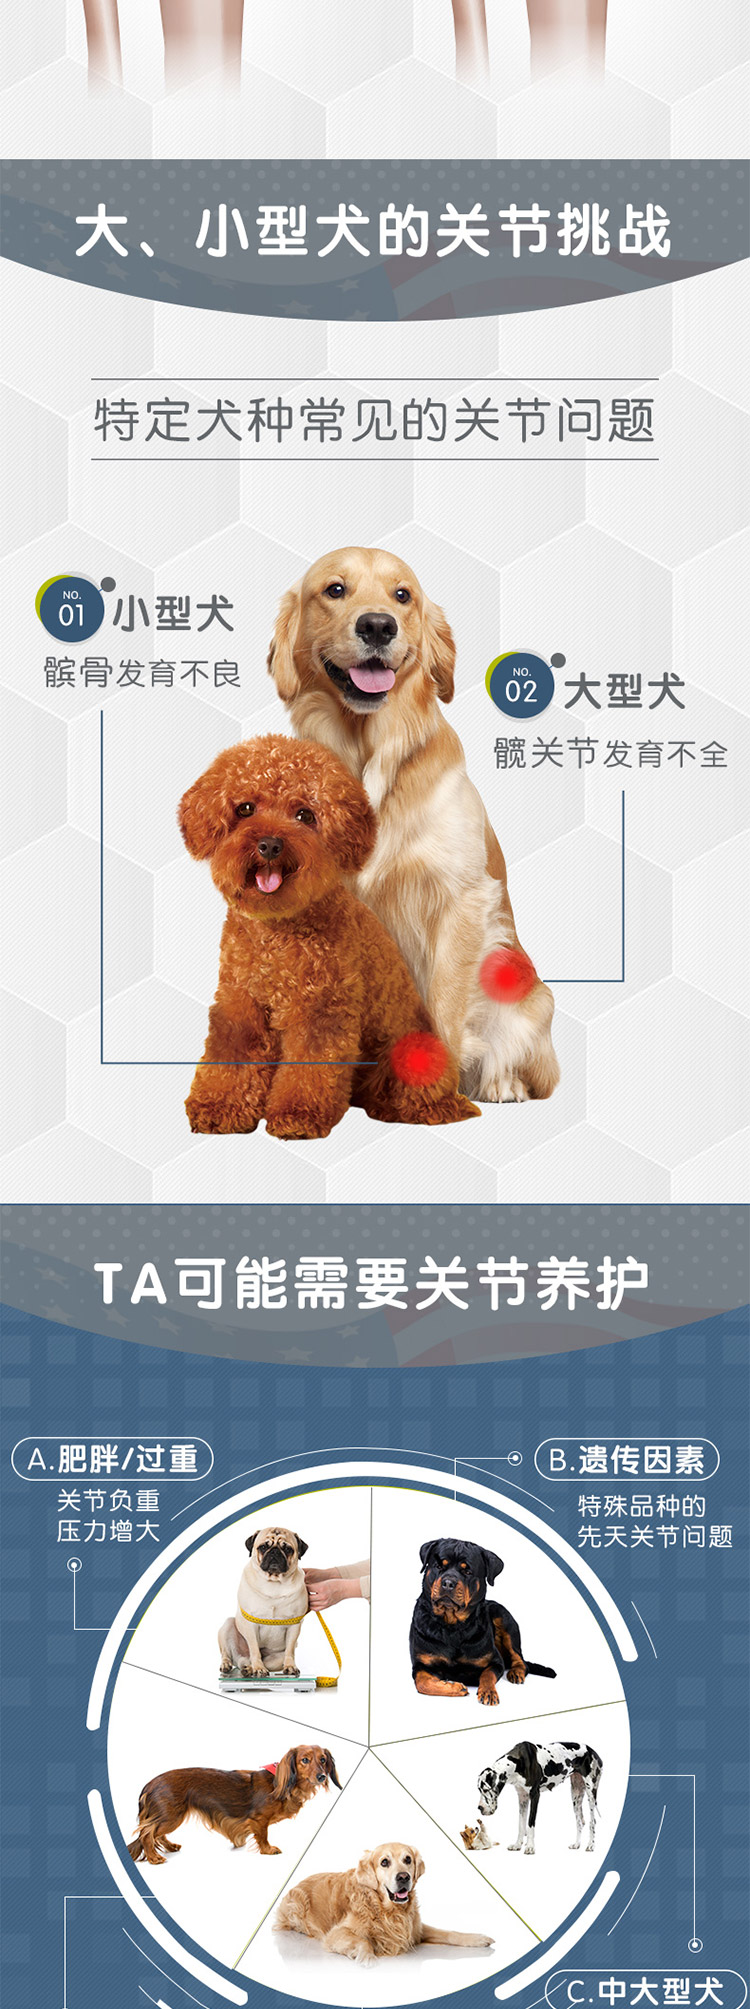 大、小型犬的关节挑战
特定犬种常见的关节问题
NO.
01
小型犬
髌骨发育不良
NO.
02
大型犬
髋关节发育不全
TA可能需要关节养护
A.肥胖/过重
关节负重
压力增大
B.遗传因素
特殊品种的
先天关节问题
C.中大型犬